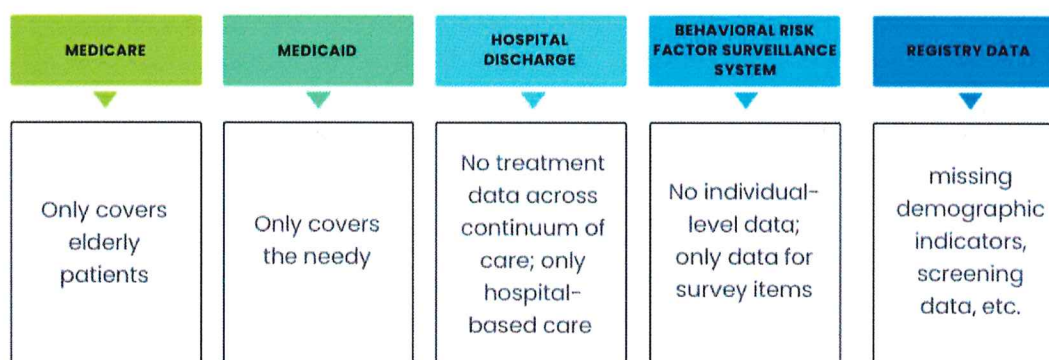 MEDICARE
Only covers
elderly
patients
MEDICAID
Only covers
the needy
HOSPITAL
DISCHARGE
No treatment
data across
continuum of
care; only
hospital-
based care
BEHAVIORAL RISK
FACTOR SURVEILLANCE
SYSTEM
No individual-
level data;
only data for
survey items
REGISTRY DATA
missing
demographic
indicators,
screening
data, etc.